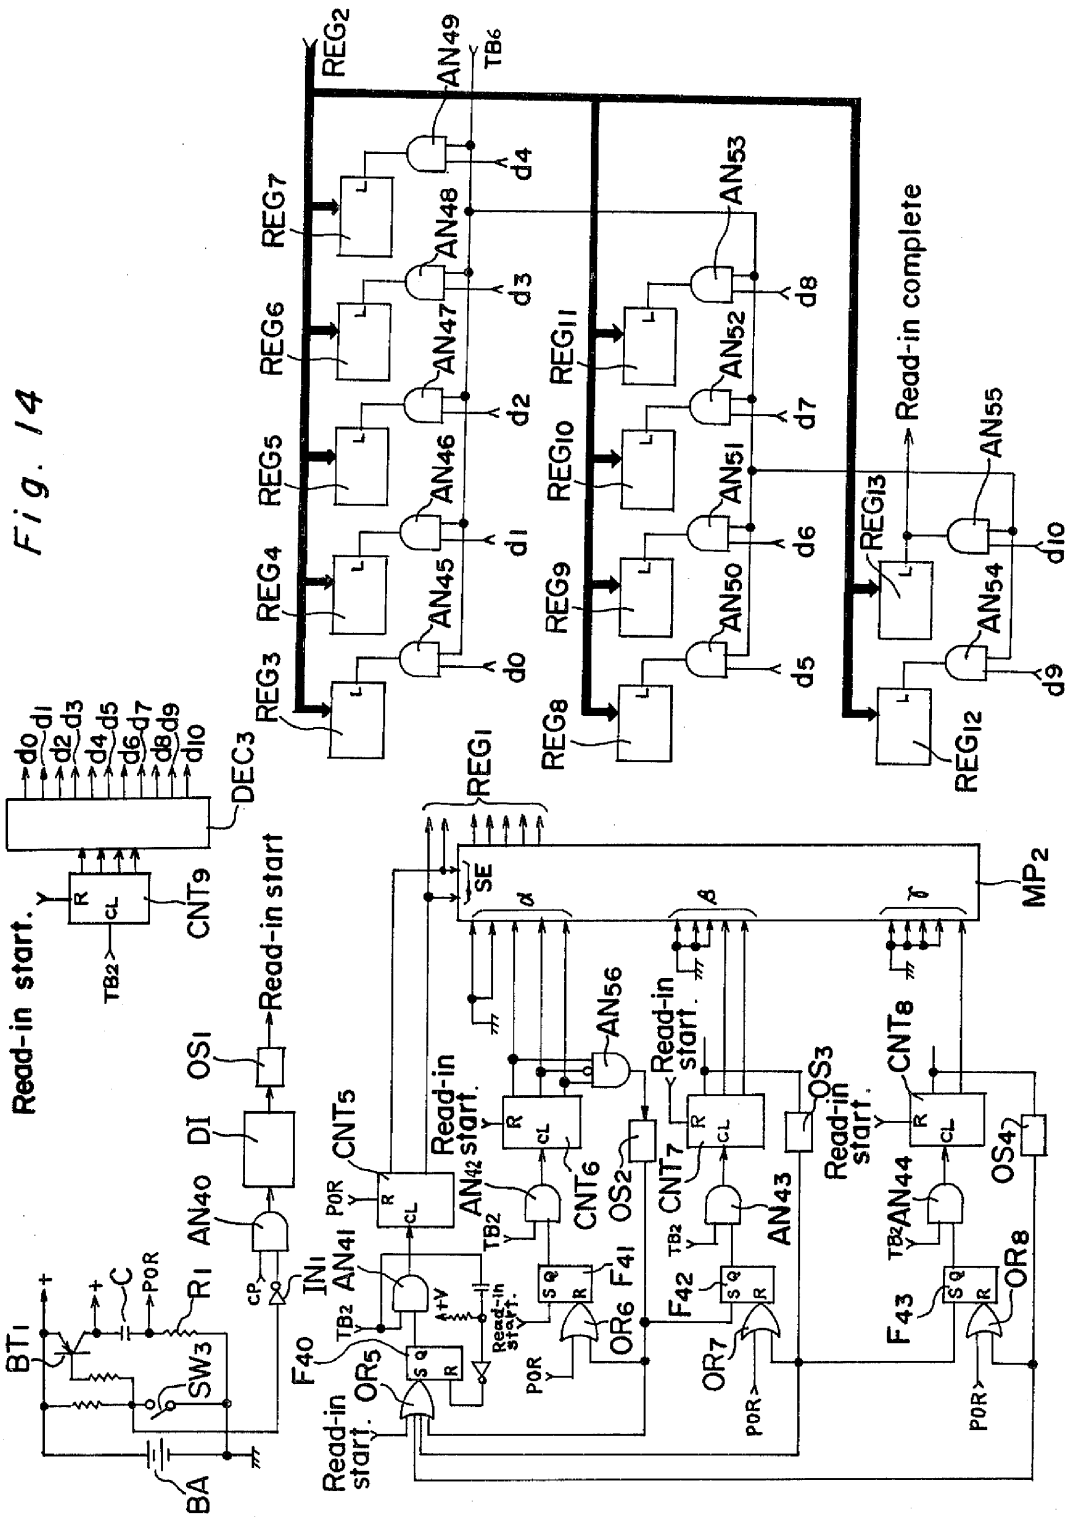 Fig. 14
BT1
+
+
C
POR
R1
SW3
BA
CP
IN1
AN40
DI
OS1
Read-in start
Read-in start.
TB2
R
CL
CNT9
DEC3
d0
d1
d2
d3
d4
d5
d6
d7
d8
d9
d10
Read-in
start.
OR5
F40
S Q
R
TB2
AN41
+V
POR
R
CL
CNT5
Read-in
start.
POR
OR6
S Q
R
F41
TB2
AN42
Read-in
start.
R
CL
CNT6
OS2
AN56
POR
OR7
F42
S Q
R
TB2
AN43
CNT7
R
CL
Read-in
start.
OS3
POR
OR8
F43
S Q
R
TB2
AN44
Read-in
start.
R
CL
CNT8
OS4
SE
α
β
γ
MP2
REG1
REG2
TB6
REG3
L
AN45
d0
REG4
L
AN46
d1
REG5
L
AN47
d2
REG6
L
AN48
d3
REG7
L
AN49
d4
REG8
L
AN50
d5
REG9
L
AN51
d6
REG10
L
AN52
d7
REG11
L
AN53
d8
REG12
L
AN54
d9
REG13
L
AN55
d10
Read-in complete